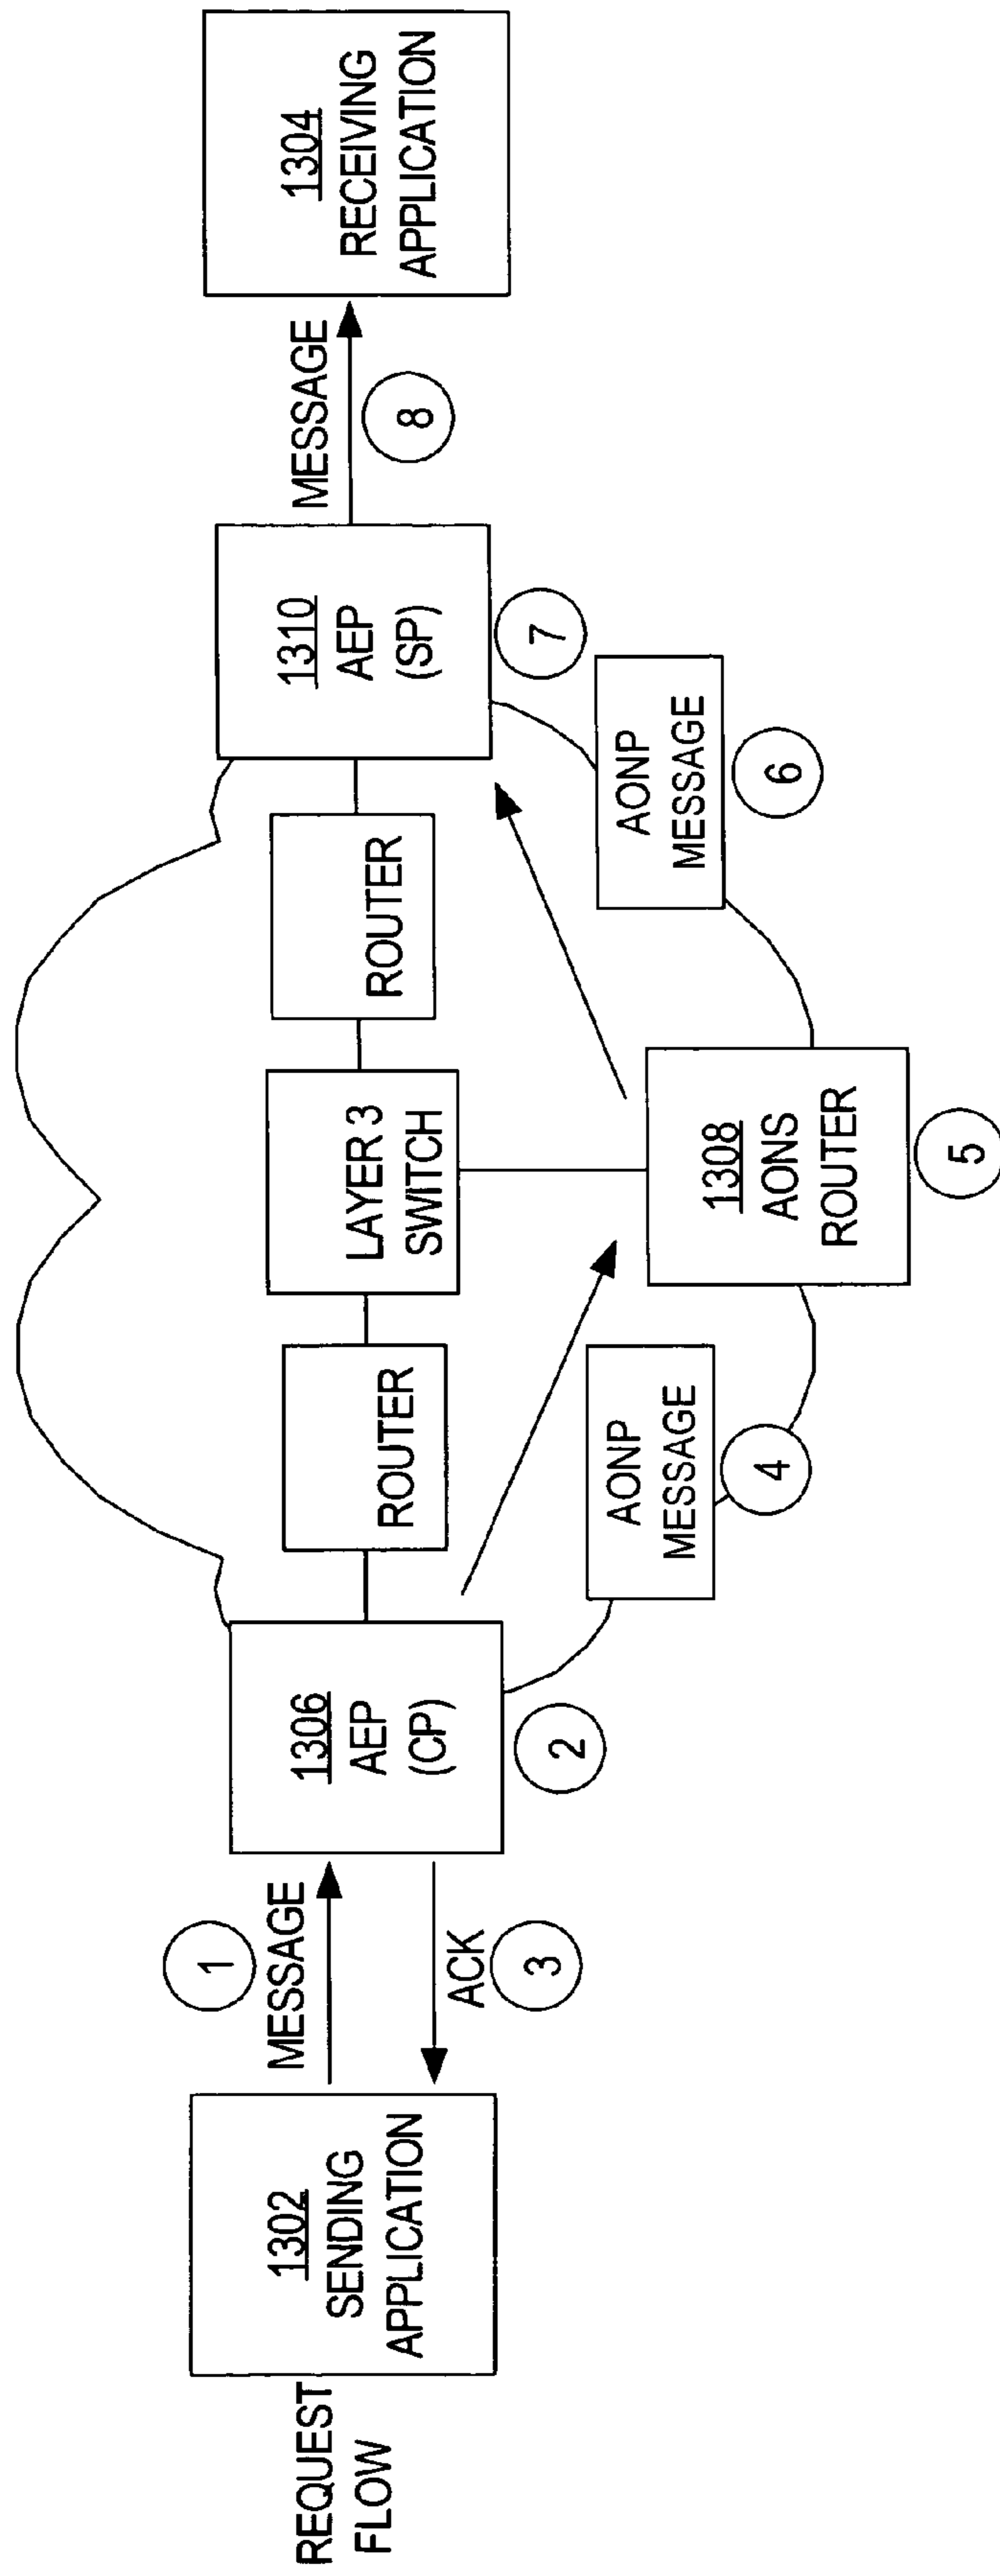 REQUEST
FLOW
1302
SENDING
APPLICATION
1
MESSAGE
ACK
3
1306
AEP
(CP)
2
ROUTER
AONP
MESSAGE
4
LAYER 3
SWITCH
1308
AONS
ROUTER
5
ROUTER
AONP
MESSAGE
6
1310
AEP
(SP)
7
MESSAGE
8
1304
RECEIVING
APPLICATION